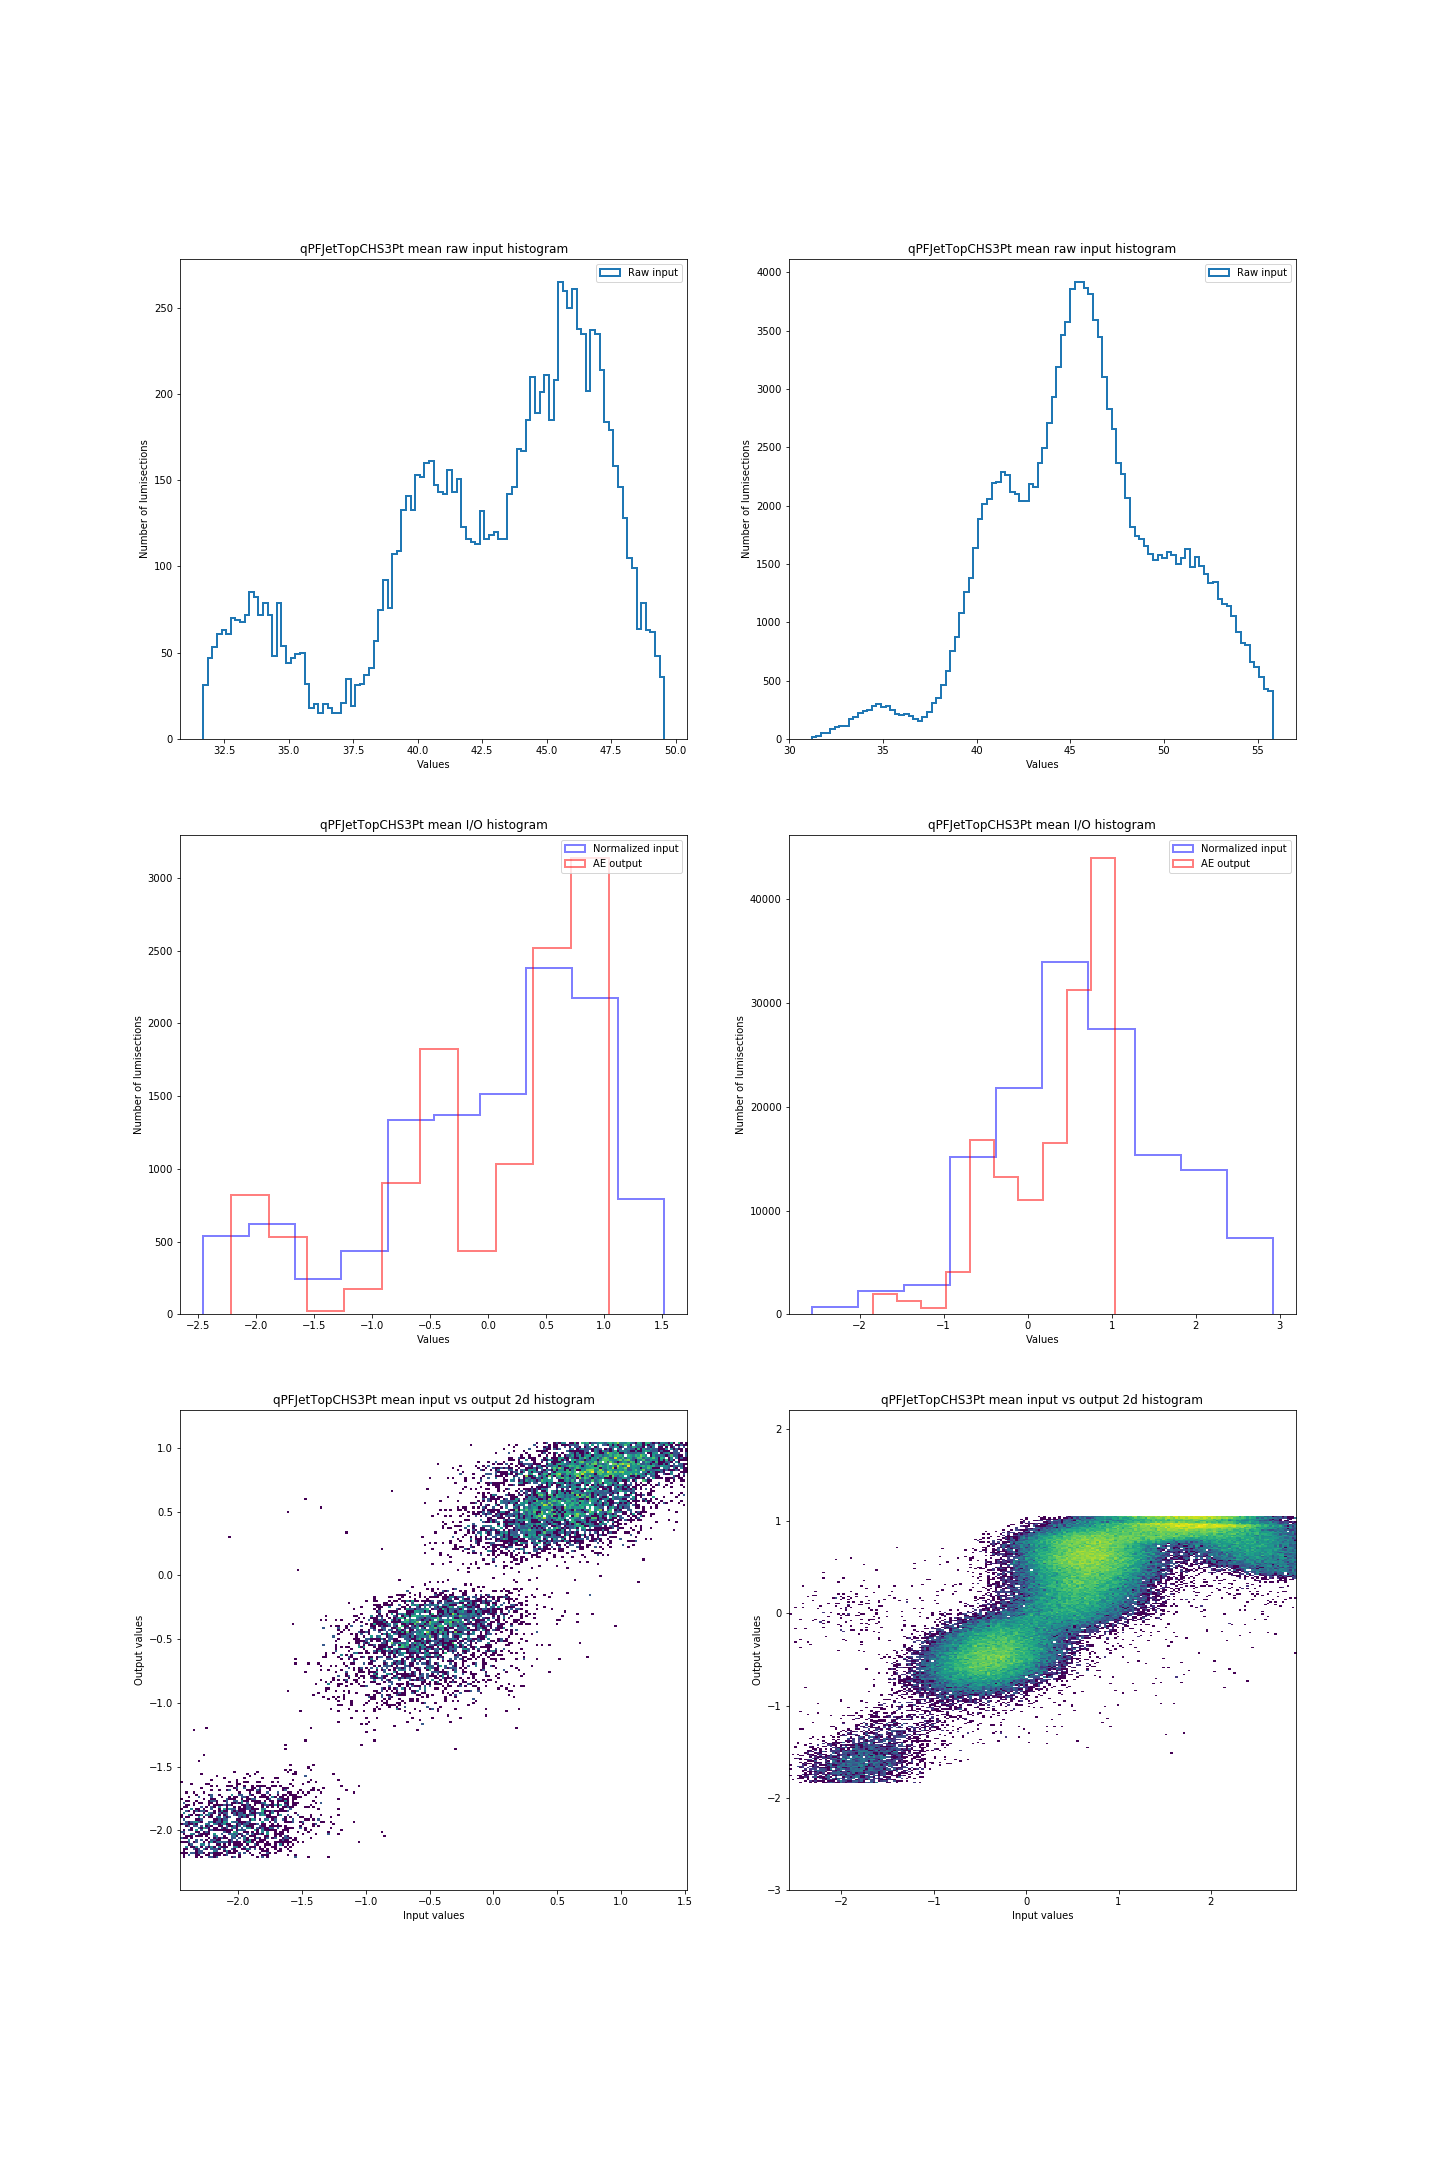 qPFJetTopCHS3Pt mean raw input histogram
Raw input
250
200
150
100
50
0
Number of lumisections
32.5 35.0 37.5 40.0 42.5 45.0 47.5 50.0
Values
qPFJetTopCHS3Pt mean raw input histogram
Raw input
4000
3500
3000
2500
2000
1500
1000
500
0
Number of lumisections
30 35 40 45 50 55
Values
qPFJetTopCHS3Pt mean I/O histogram
Normalized input
AE output
3000
2500
2000
1500
1000
500
0
Number of lumisections
−2.5 −2.0 −1.5 −1.0 −0.5 0.0 0.5 1.0 1.5
Values
qPFJetTopCHS3Pt mean I/O histogram
Normalized input
AE output
40000
30000
20000
10000
0
Number of lumisections
−2 −1 0 1 2 3
Values
qPFJetTopCHS3Pt mean input vs output 2d histogram
1.0
0.5
0.0
−0.5
−1.0
−1.5
−2.0
Output values
−2.0 −1.5 −1.0 −0.5 0.0 0.5 1.0 1.5
Input values
qPFJetTopCHS3Pt mean input vs output 2d histogram
2
1
0
−1
−2
−3
Output values
−2 −1 0 1 2
Input values